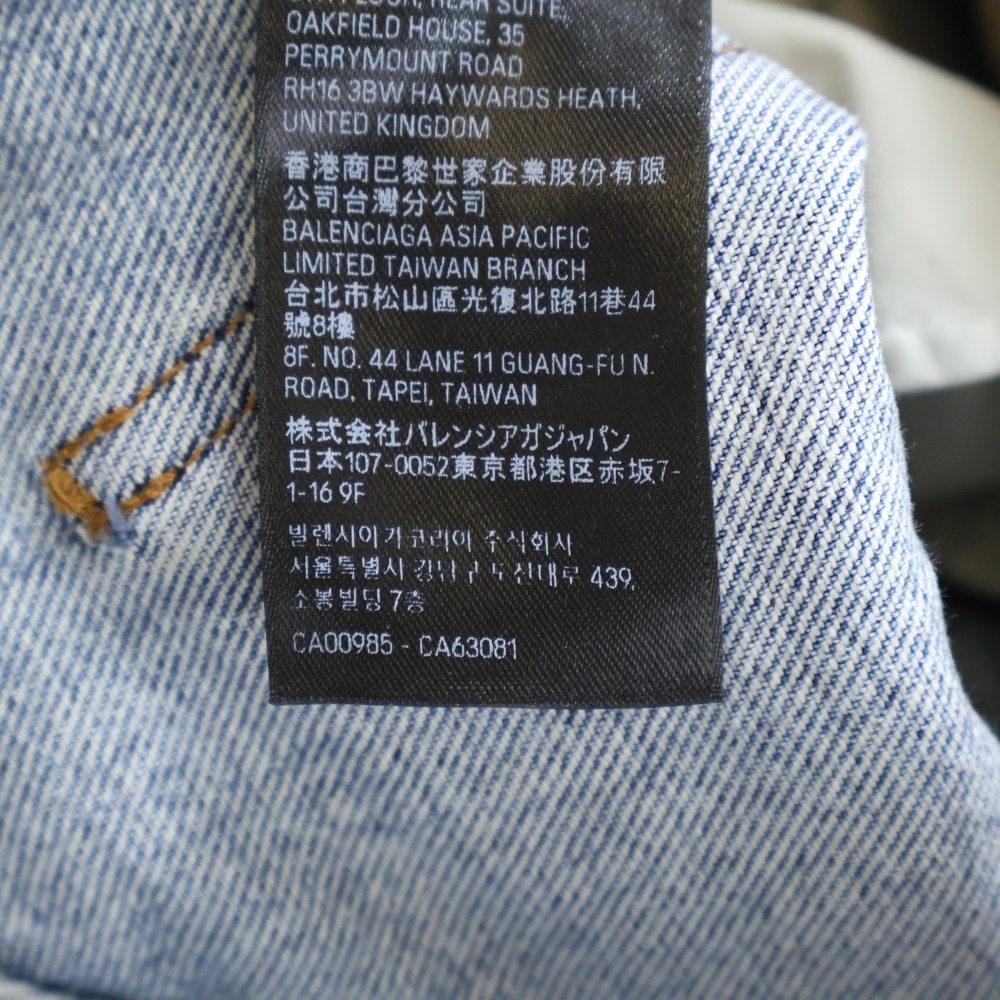 REAR SUITE,
OAKFIELD HOUSE, 35
PERRYMOUNT ROAD
RH16 3BW HAYWARDS HEATH,
UNITED KINGDOM
香港商巴黎世家企業股份有限
公司台灣分公司
BALENCIAGA ASIA PACIFIC
LIMITED TAIWAN BRANCH
台北市松山區光復北路11巷44
號8樓
8F. NO. 44 LANE 11 GUANG-FU N.
ROAD, TAPEI, TAIWAN
株式会社バレンシアガジャパン
日本107-0052東京都港区赤坂7-
1-16 9F
발렌시아가코리아 주식회사
서울특별시 강남구 도산대로 439,
소봉빌딩 7층
CA00985 - CA63081